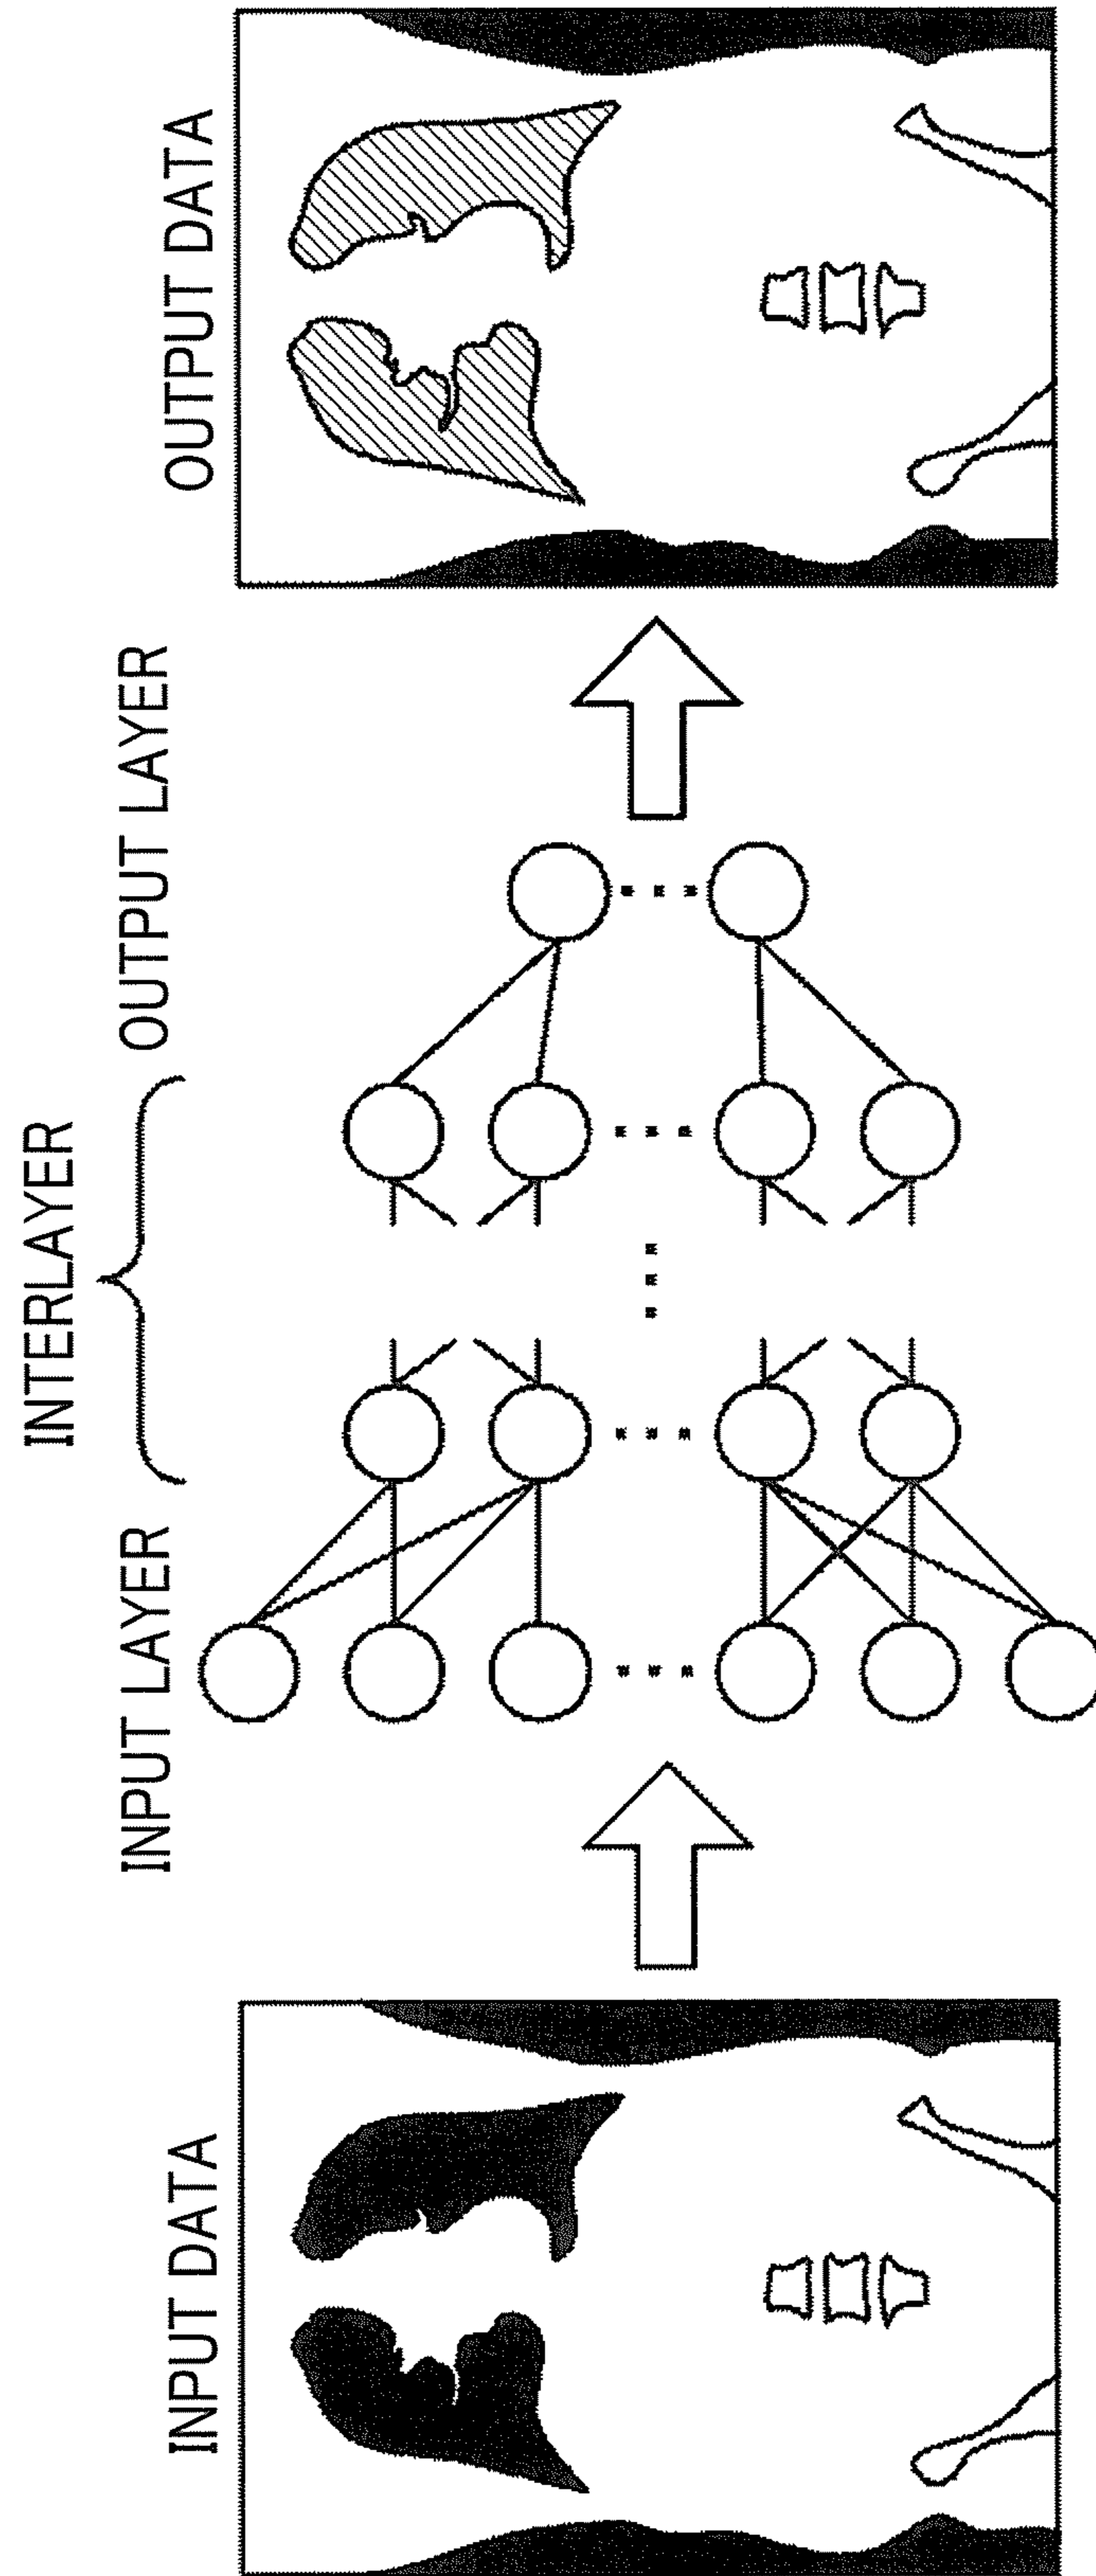 INPUT DATA
INPUT LAYER
INTERLAYER
OUTPUT LAYER
OUTPUT DATA